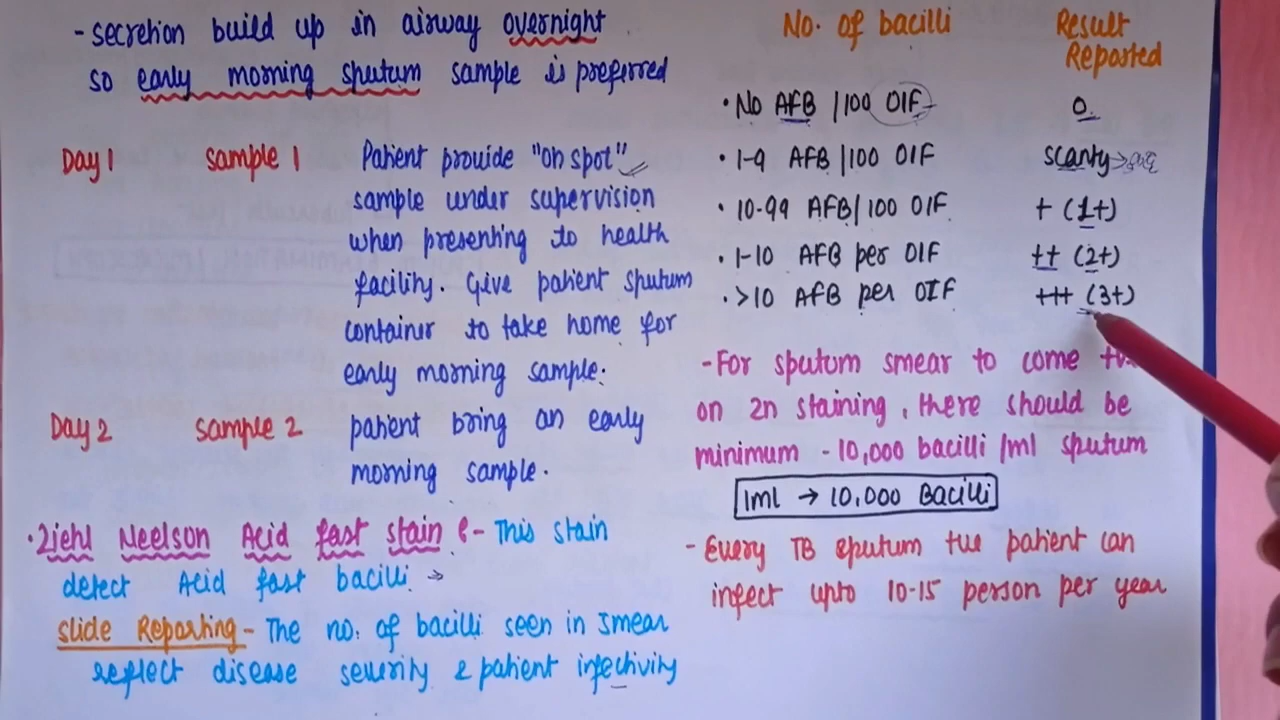 - secretion build up in airway overnight
so early morning sputum sample is preferred
Day 1 sample 1 Patient provide "on spot"
sample under supervision
when presenting to health
facility. Give patient sputum
container to take home for
early morning sample.
Day 2 sample 2 patient bring an early
morning sample.
• Ziehl Neelson Acid fast stain :- This stain
detect Acid fast bacilli →
slide Reporting - The no. of bacilli seen in smear
reflect disease severity & patient infectivity
No. of bacilli Result
Reported
• No AFB /100 OIF 0
• 1-9 AFB/100 OIF scanty →
• 10-99 AFB/100 OIF + (1+)
• 1-10 AFB per OIF ++ (2+)
• >10 AFB per OIF +++ (3+)
- For sputum smear to come
on Zn staining, there should be
minimum - 10,000 bacilli /ml sputum
1ml → 10,000 Bacilli
- Every TB sputum tve patient can
infect upto 10-15 person per year